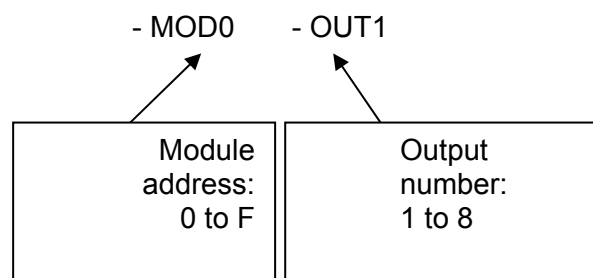 - MOD0 - OUT1
Module
address:
0 to F
Output
number:
1 to 8